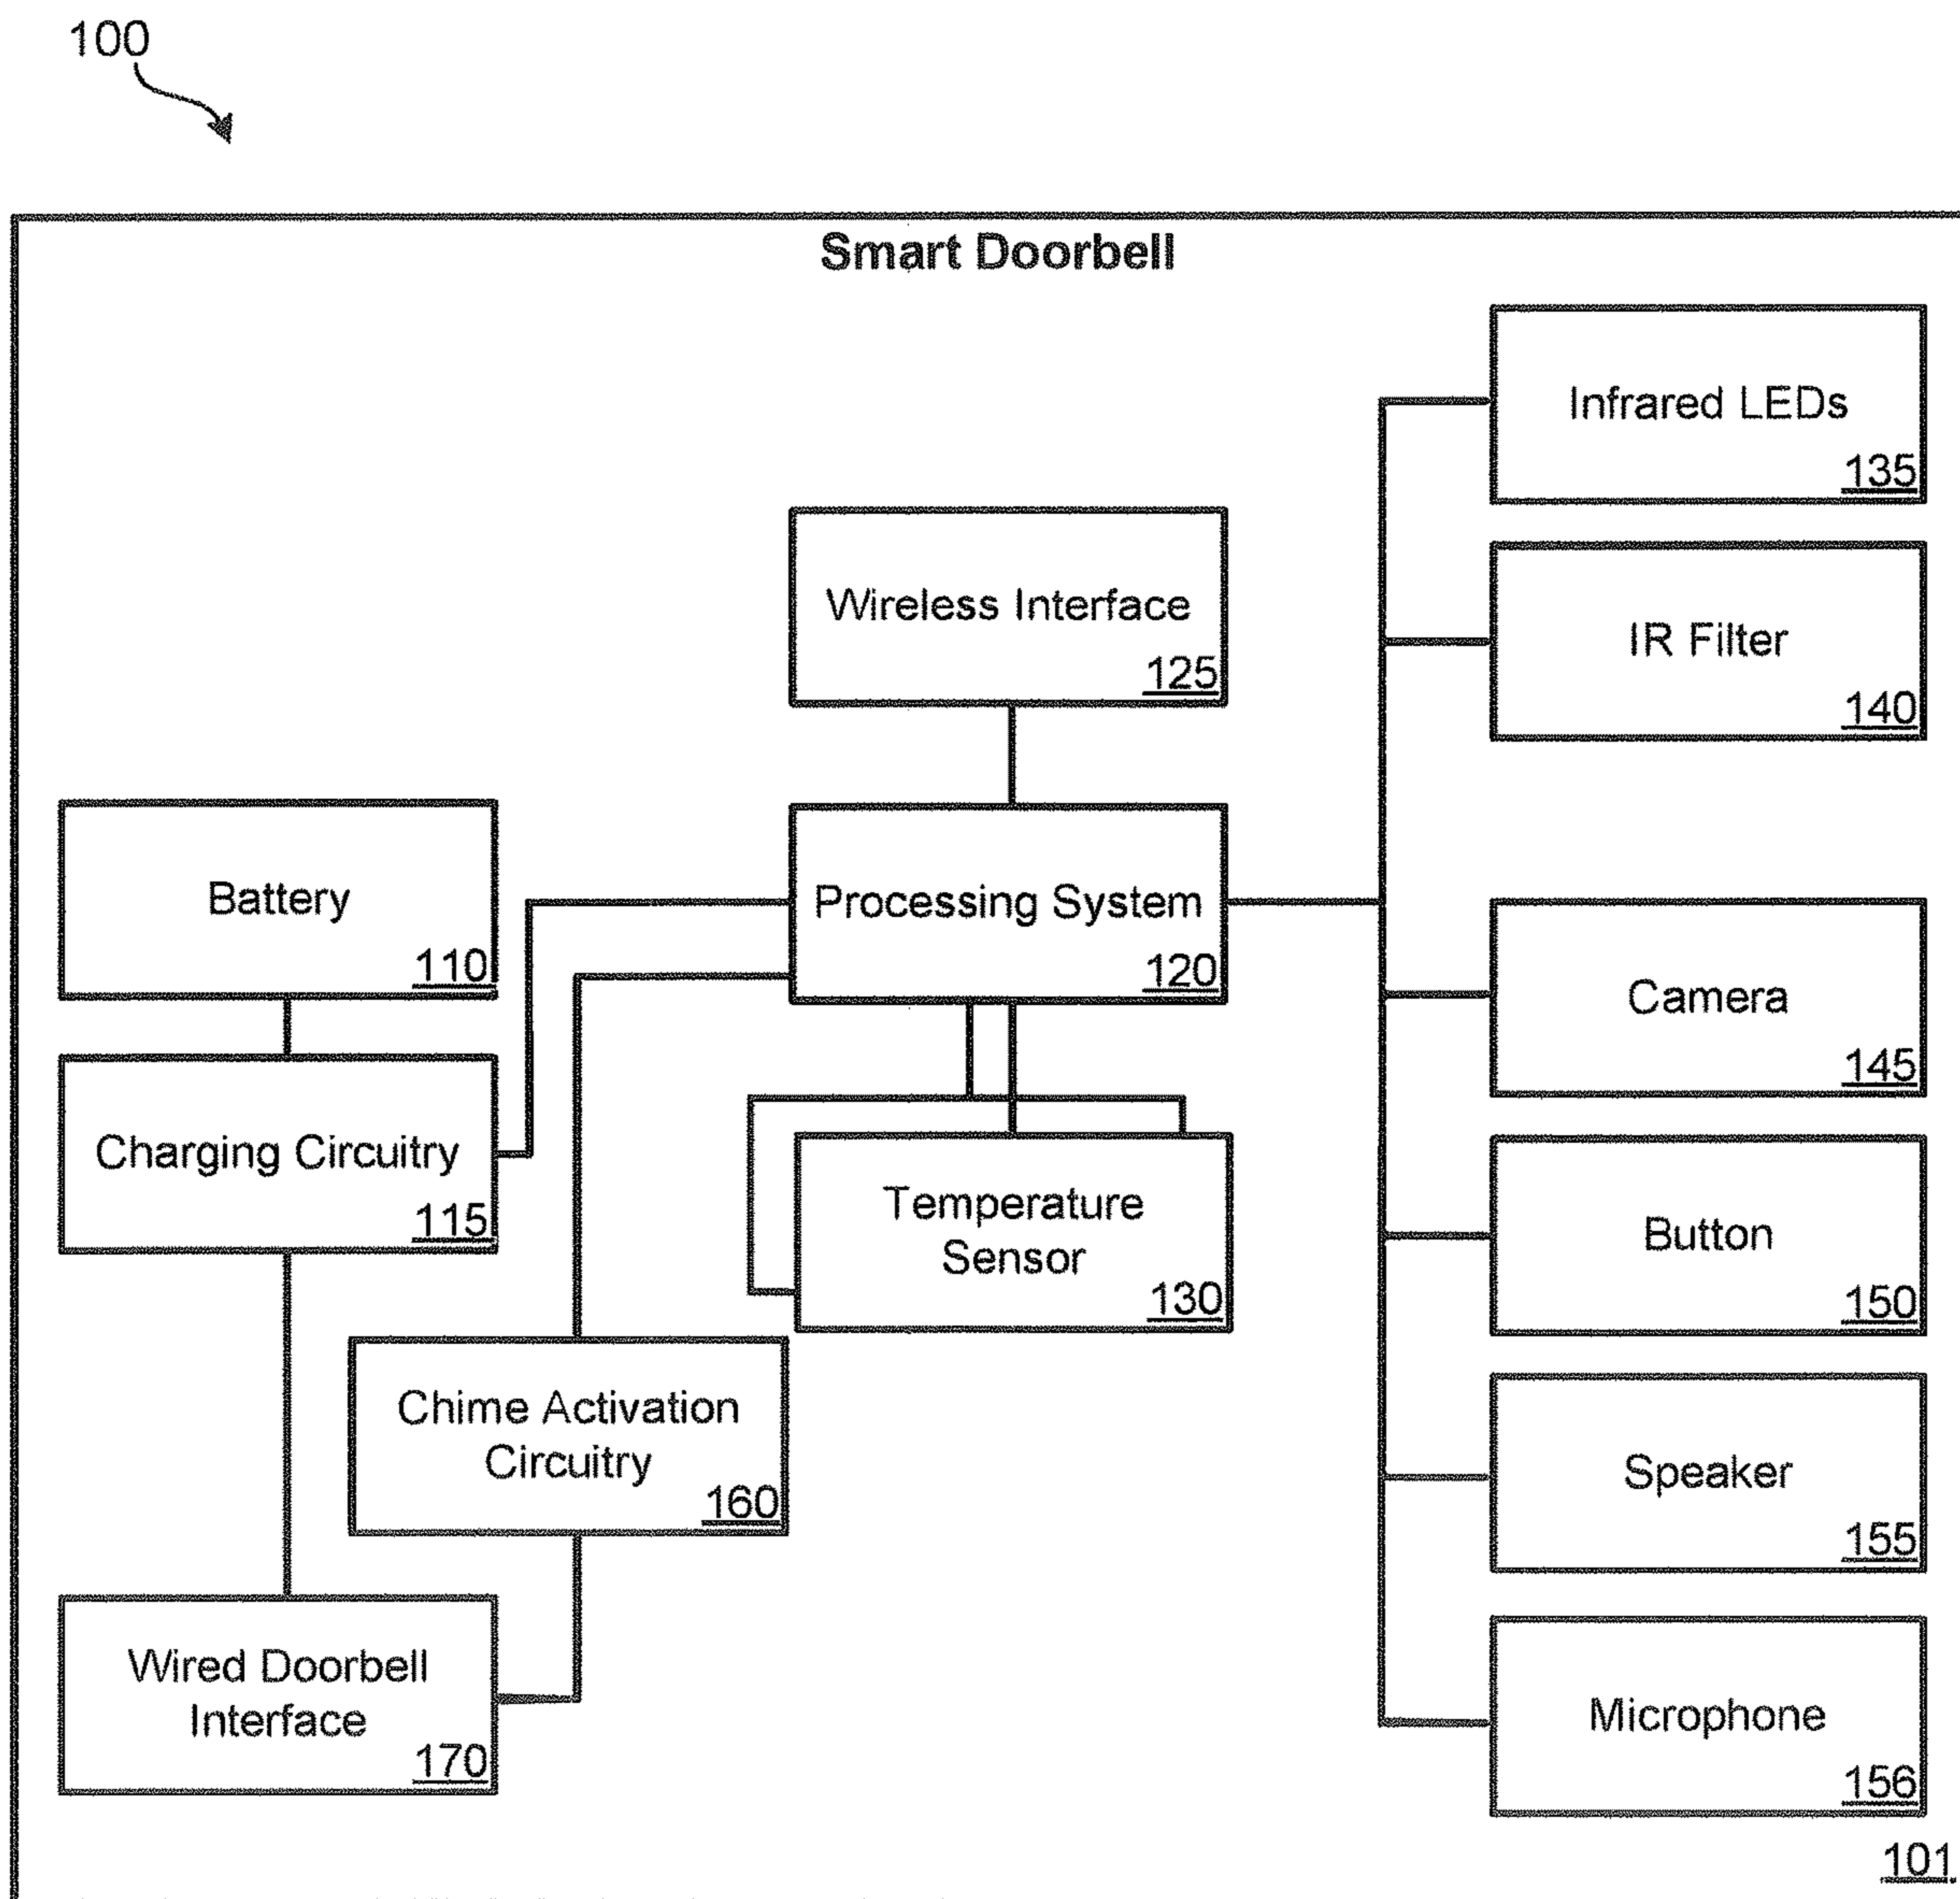 100
Smart Doorbell
Infrared LEDs
135
IR Filter
140
Wireless Interface
125
Battery
110
Processing System
120
Camera
145
Charging Circuitry
115
Temperature
Sensor
130
Button
150
Chime Activation
Circuitry
160
Speaker
155
Wired Doorbell
Interface
170
Microphone
156
101